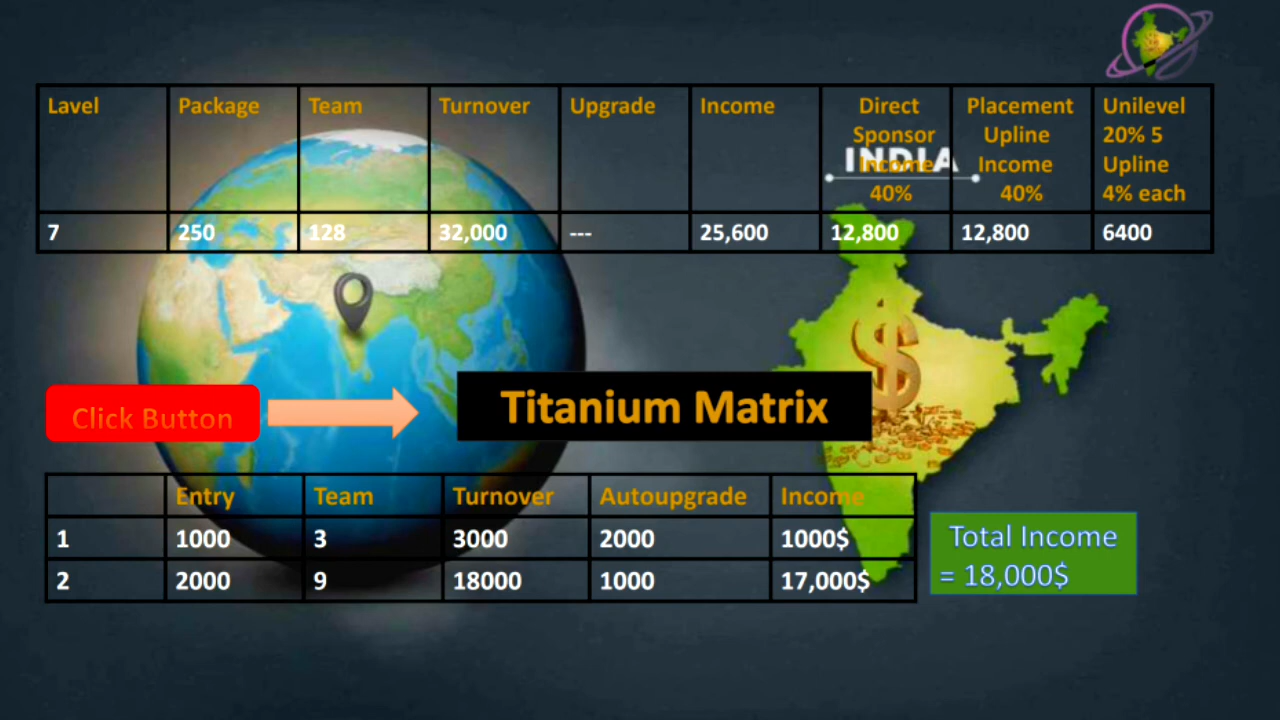 Lavel Package Team Turnover Upgrade Income Direct Sponsor Income 40% Placement Upline Income 40% Unilevel 20% 5 Upline 4% each
INDIA
7 250 128 32,000 --- 25,600 12,800 12,800 6400
Click Button
Titanium Matrix
Entry Team Turnover Autoupgrade Income
1 1000 3 3000 2000 1000$
2 2000 9 18000 1000 17,000$
Total Income
= 18,000$